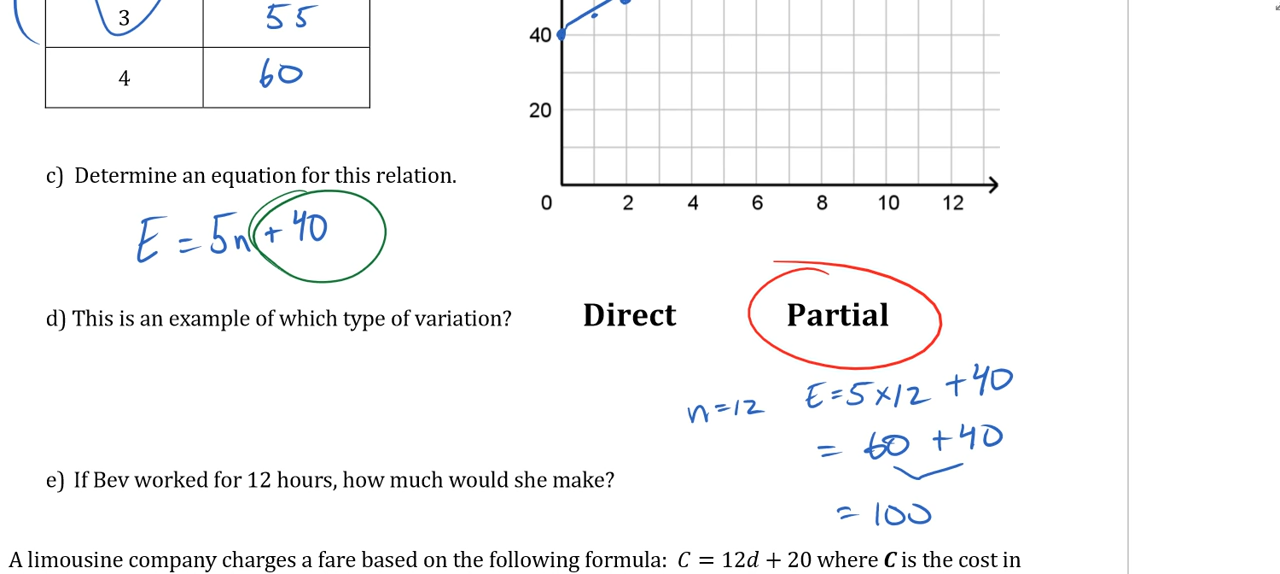 3 55
40
4 60
20
c) Determine an equation for this relation.
0 2 4 6 8 10 12
E = 5n + 40
d) This is an example of which type of variation? Direct Partial
n=12 E=5×12 +40
= 60 +40
e) If Bev worked for 12 hours, how much would she make?
= 100
A limousine company charges a fare based on the following formula: C = 12d + 20 where C is the cost in